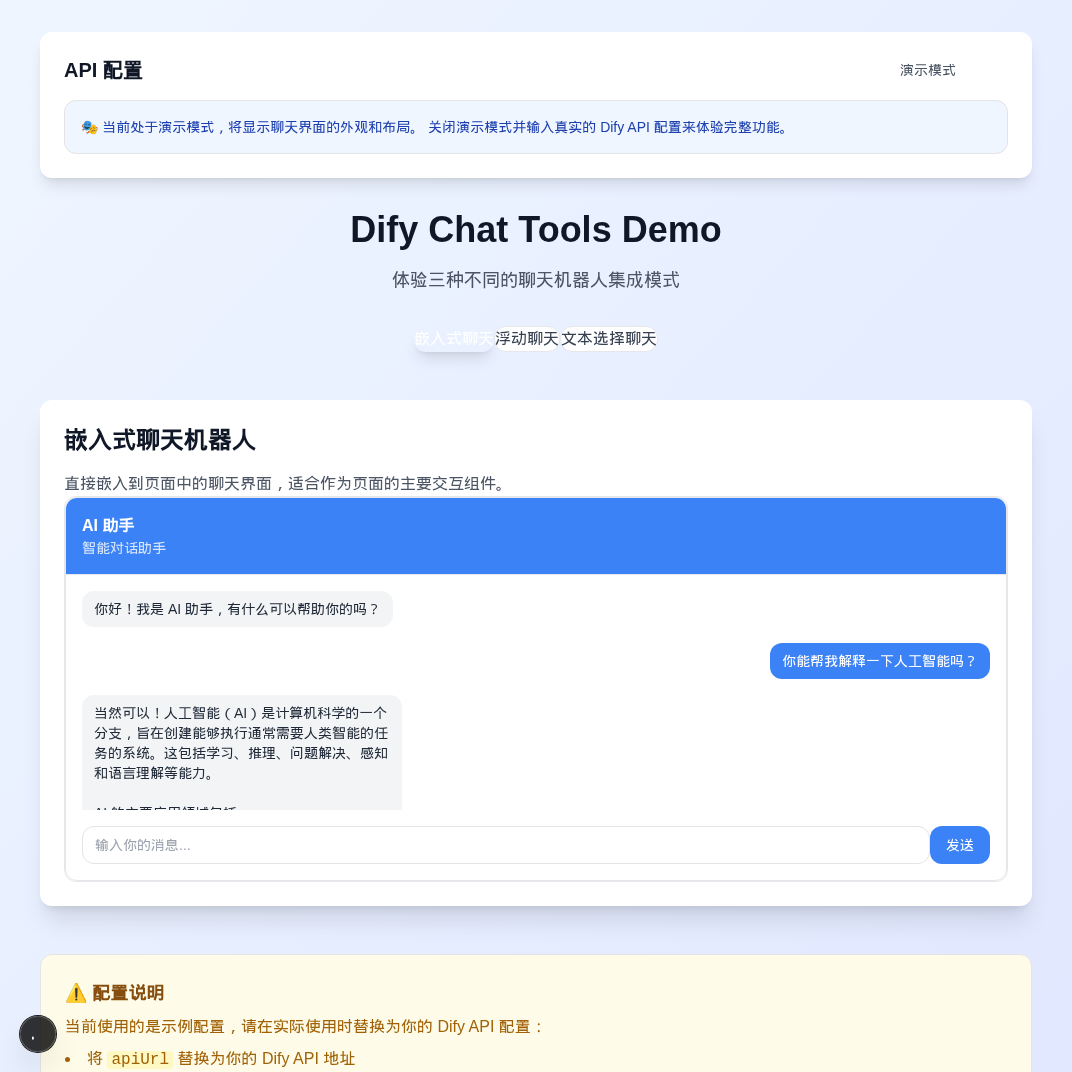 API 配置
演示模式
🎭 当前处于演示模式，将显示聊天界面的外观和布局。 关闭演示模式并输入真实的 Dify API 配置来体验完整功能。
Dify Chat Tools Demo
体验三种不同的聊天机器人集成模式
嵌入式聊天 浮动聊天 文本选择聊天
嵌入式聊天机器人
直接嵌入到页面中的聊天界面，适合作为页面的主要交互组件。
AI 助手
智能对话助手
你好！我是 AI 助手，有什么可以帮助你的吗？
你能帮我解释一下人工智能吗？
当然可以！人工智能（AI）是计算机科学的一个
分支，旨在创建能够执行通常需要人类智能的任
务的系统。这包括学习、推理、问题解决、感知
和语言理解等能力。
AI 的主要应用领域包括
输入你的消息...
发送
⚠️ 配置说明
当前使用的是示例配置，请在实际使用时替换为你的 Dify API 配置：
• 将 apiUrl 替换为你的 Dify API 地址